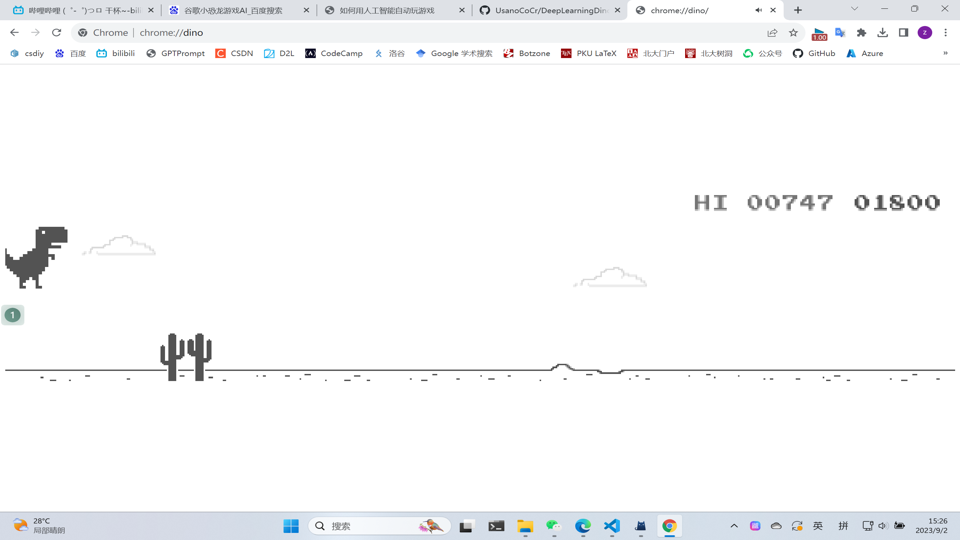 哔哩哔哩 (゜-゜)つロ 干杯~-bili
谷歌小恐龙游戏AI_百度搜索
如何用人工智能自动玩游戏
UsanoCoCr/DeepLearningDino
chrome://dino/
Chrome | chrome://dino
1.00
z
csdiy
百度
bilibili
GPTPrompt
CSDN
D2L
CodeCamp
洛谷
Google 学术搜索
Botzone
PKU LaTeX
北大门户
北大树洞
公众号
GitHub
Azure
»
HI 00747 01800
1
28°C
局部晴朗
搜索
英
拼
15:26
2023/9/2